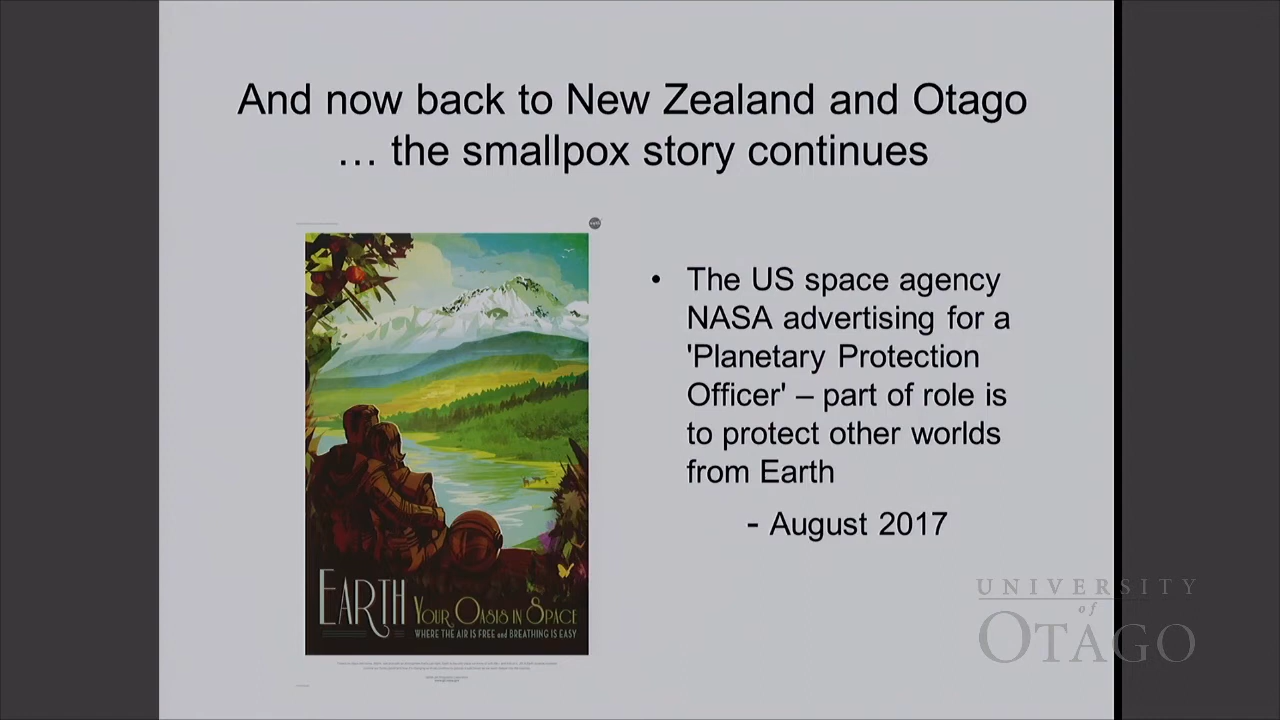 And now back to New Zealand and Otago
… the smallpox story continues
• The US space agency
NASA advertising for a
'Planetary Protection
Officer' – part of role is
to protect other worlds
from Earth
- August 2017
EARTH YOUR OASIS IN SPACE
WHERE THE AIR IS FREE and BREATHING IS EASY
UNIVERSITY
of
OTAGO